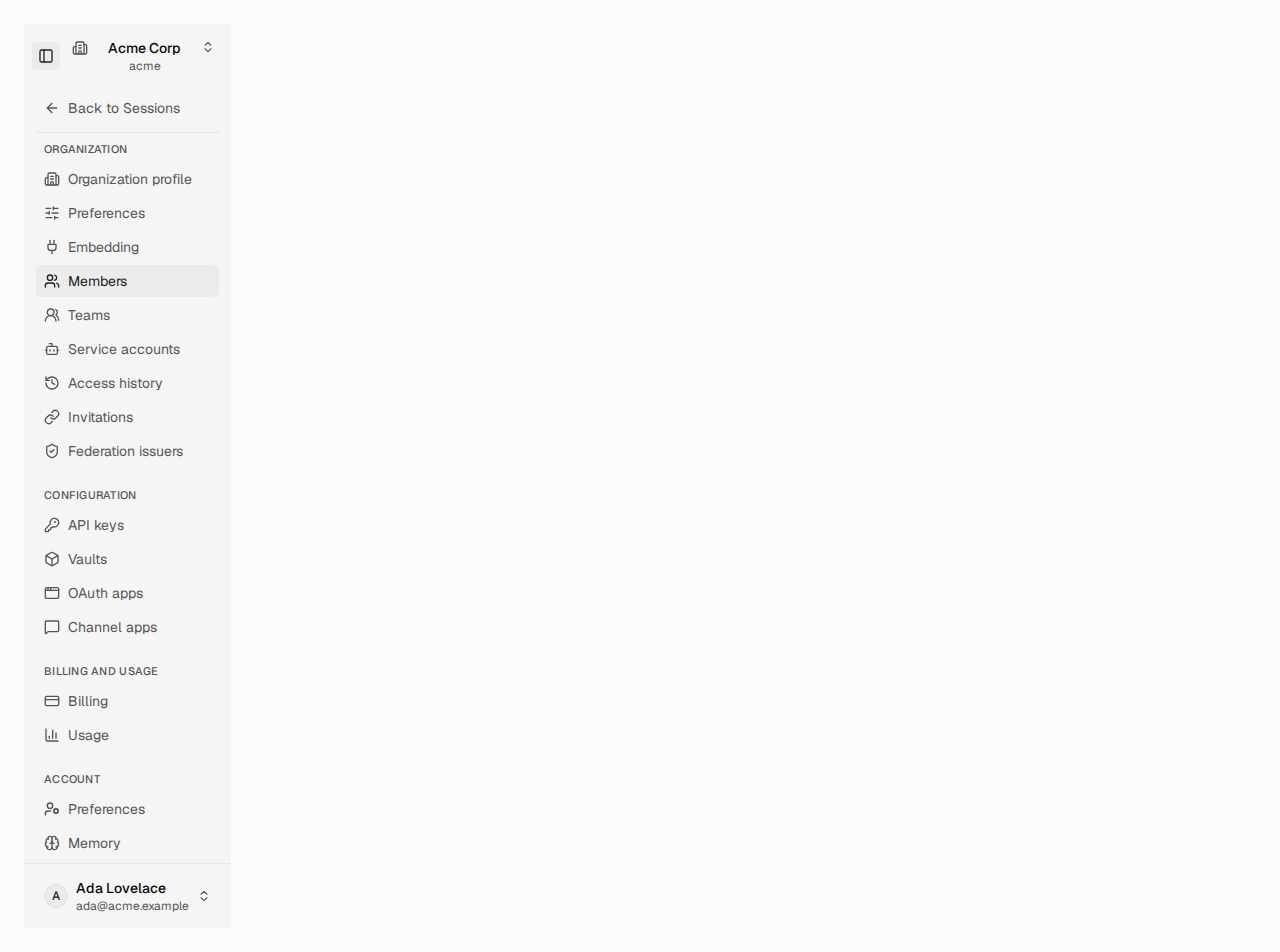 Acme Corp
acme
Back to Sessions
ORGANIZATION
Organization profile
Preferences
Embedding
Members
Teams
Service accounts
Access history
Invitations
Federation issuers
CONFIGURATION
API keys
Vaults
OAuth apps
Channel apps
BILLING AND USAGE
Billing
Usage
ACCOUNT
Preferences
Memory
A
Ada Lovelace
ada@acme.example